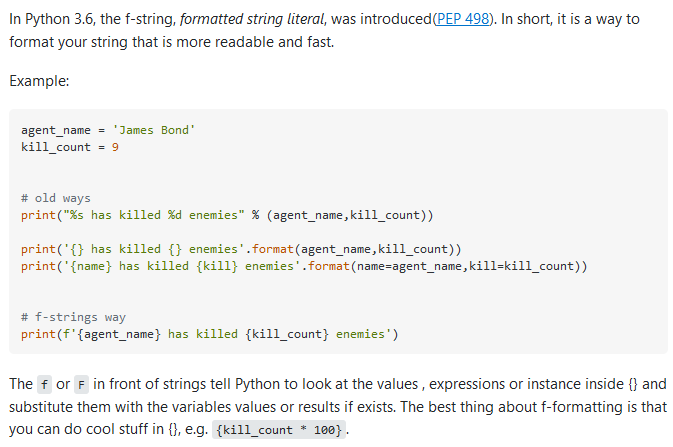 In Python 3.6, the f-string, formatted string literal, was introduced(PEP 498). In short, it is a way to
format your string that is more readable and fast.
Example:
agent_name = 'James Bond'
kill_count = 9
# old ways
print("%s has killed %d enemies" % (agent_name,kill_count))
print('{} has killed {} enemies'.format(agent_name,kill_count))
print('{name} has killed {kill} enemies'.format(name=agent_name,kill=kill_count))
# f-strings way
print(f'{agent_name} has killed {kill_count} enemies')
The f or F in front of strings tell Python to look at the values , expressions or instance inside {} and
substitute them with the variables values or results if exists. The best thing about f-formatting is that
you can do cool stuff in {}, e.g. {kill_count * 100}.